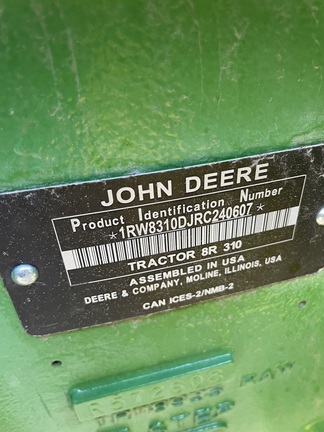 JOHN DEERE
Product Identification Number
*1RW8310DJRC240607*
TRACTOR 8R 310
ASSEMBLED IN USA
DEERE & COMPANY, MOLINE, ILLINOIS, USA
CAN ICES-2/NMB-2